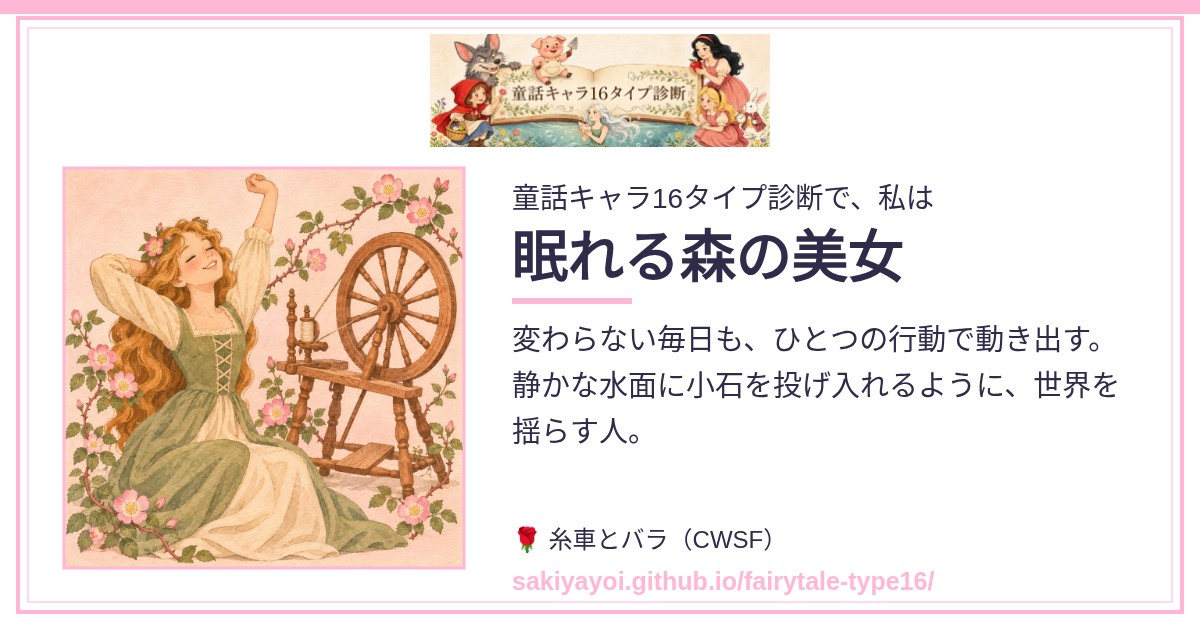 童話キャラ16タイプ診断
童話キャラ16タイプ診断で、私は
眠れる森の美女
変わらない毎日も、ひとつの行動で動き出す。
静かな水面に小石を投げ入れるように、世界を
揺らす人。
🌹 糸車とバラ（CWSF）
sakiyayoi.github.io/fairytale-type16/